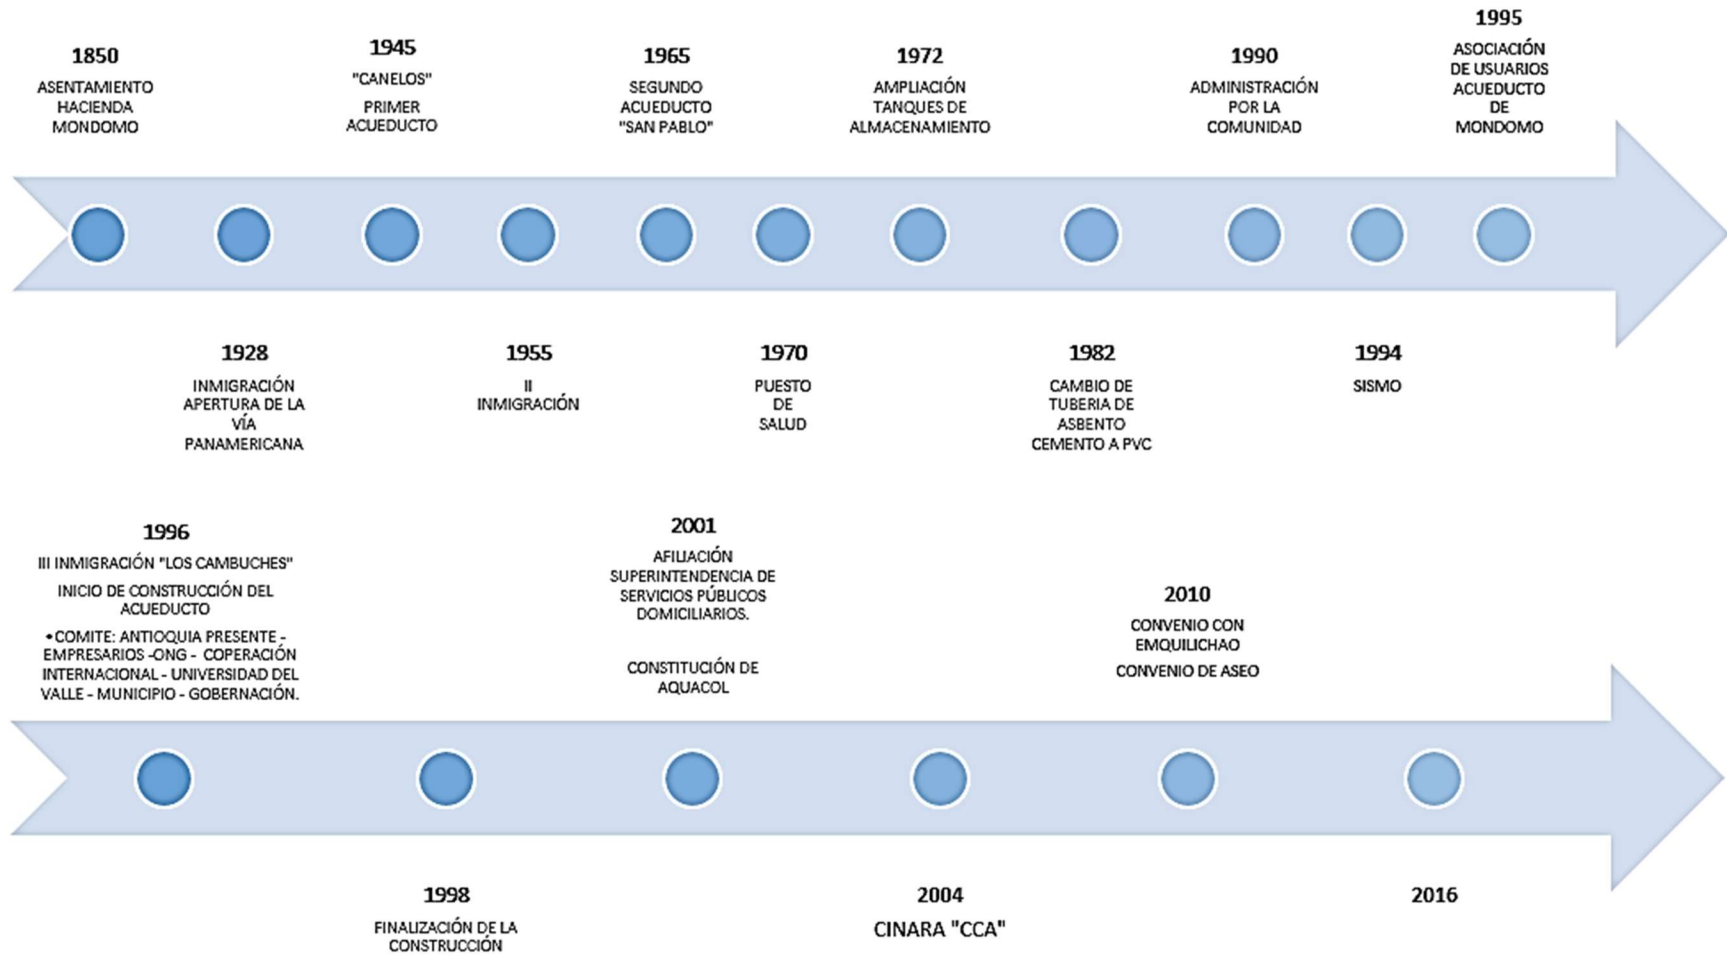 1850
ASENTAMIENTO
HACIENDA
MONDOMO
1945
"CANELOS"
PRIMER
ACUEDUCTO
1965
SEGUNDO
ACUEDUCTO
"SAN PABLO"
1972
AMPLIACIÓN
TANQUES DE
ALMACENAMIENTO
1990
ADMINISTRACIÓN
POR LA
COMUNIDAD
1995
ASOCIACIÓN
DE USUARIOS
ACUEDUCTO
DE
MONDOMO
1928
INMIGRACIÓN
APERTURA DE LA
VÍA
PANAMERICANA
1955
II
INMIGRACIÓN
1970
PUESTO
DE
SALUD
1982
CAMBIO DE
TUBERIA DE
ASBENTO
CEMENTO A PVC
1994
SISMO
1996
III INMIGRACIÓN "LOS CAMBUCHES"
INICIO DE CONSTRUCCIÓN DEL
ACUEDUCTO
•COMITE: ANTIOQUIA PRESENTE -
EMPRESARIOS -ONG - COPERACIÓN
INTERNACIONAL - UNIVERSIDAD DEL
VALLE - MUNICIPIO - GOBERNACIÓN.
2001
AFILIACIÓN
SUPERINTENDENCIA DE
SERVICIOS PÚBLICOS
DOMICILIARIOS.
CONSTITUCIÓN DE
AQUACOL
2010
CONVENIO CON
EMQUILICHAO
CONVENIO DE ASEO
1998
FINALIZACIÓN DE LA
CONSTRUCCIÓN
2004
CINARA "CCA"
2016